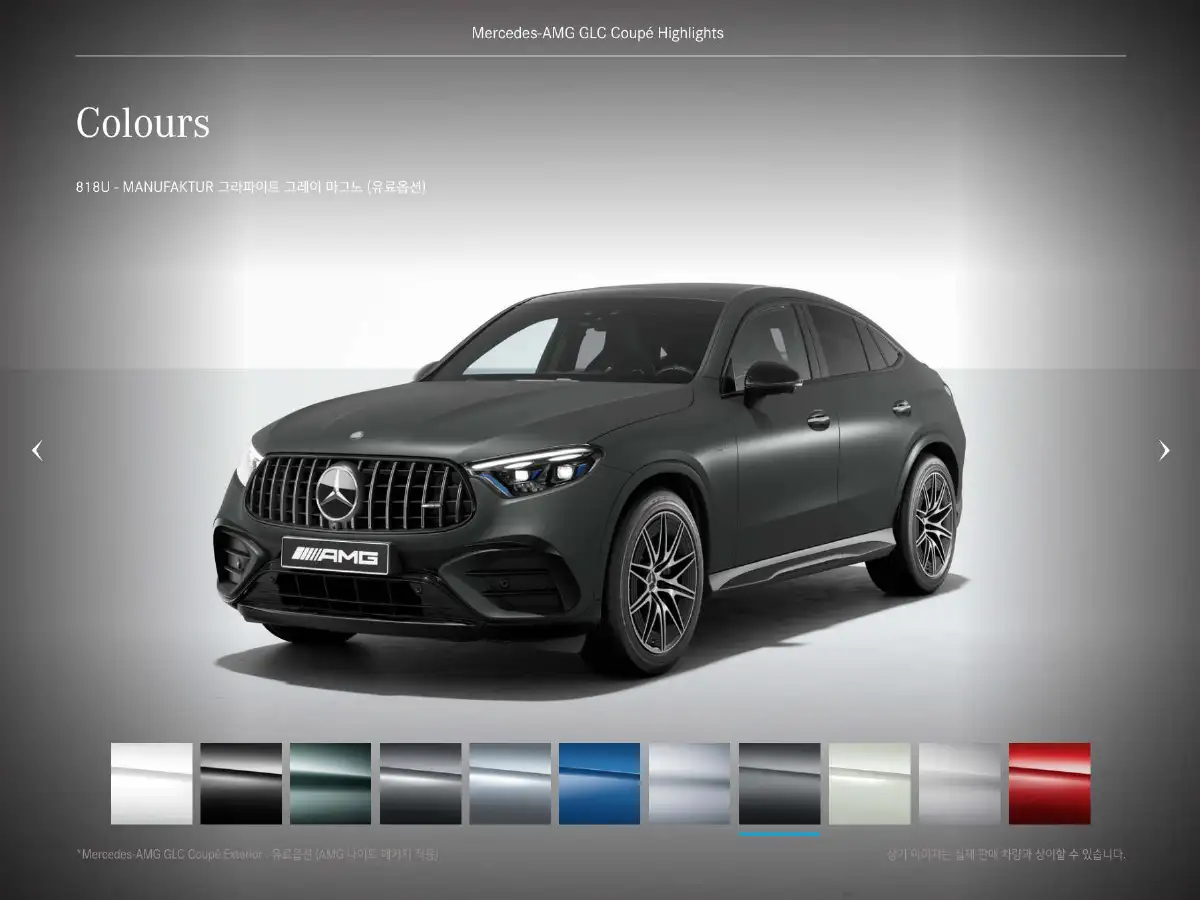 Mercedes-AMG GLC Coupé Highlights
Colours
818U - MANUFAKTUR 그라파이트 그레이 마그노 (유료옵션)
AMG
*Mercedes-AMG GLC Coupé Exterior : 유료옵션 (AMG 나이트 패키지 적용)
상기 이미지는 실제 판매 차량과 상이할 수 있습니다.